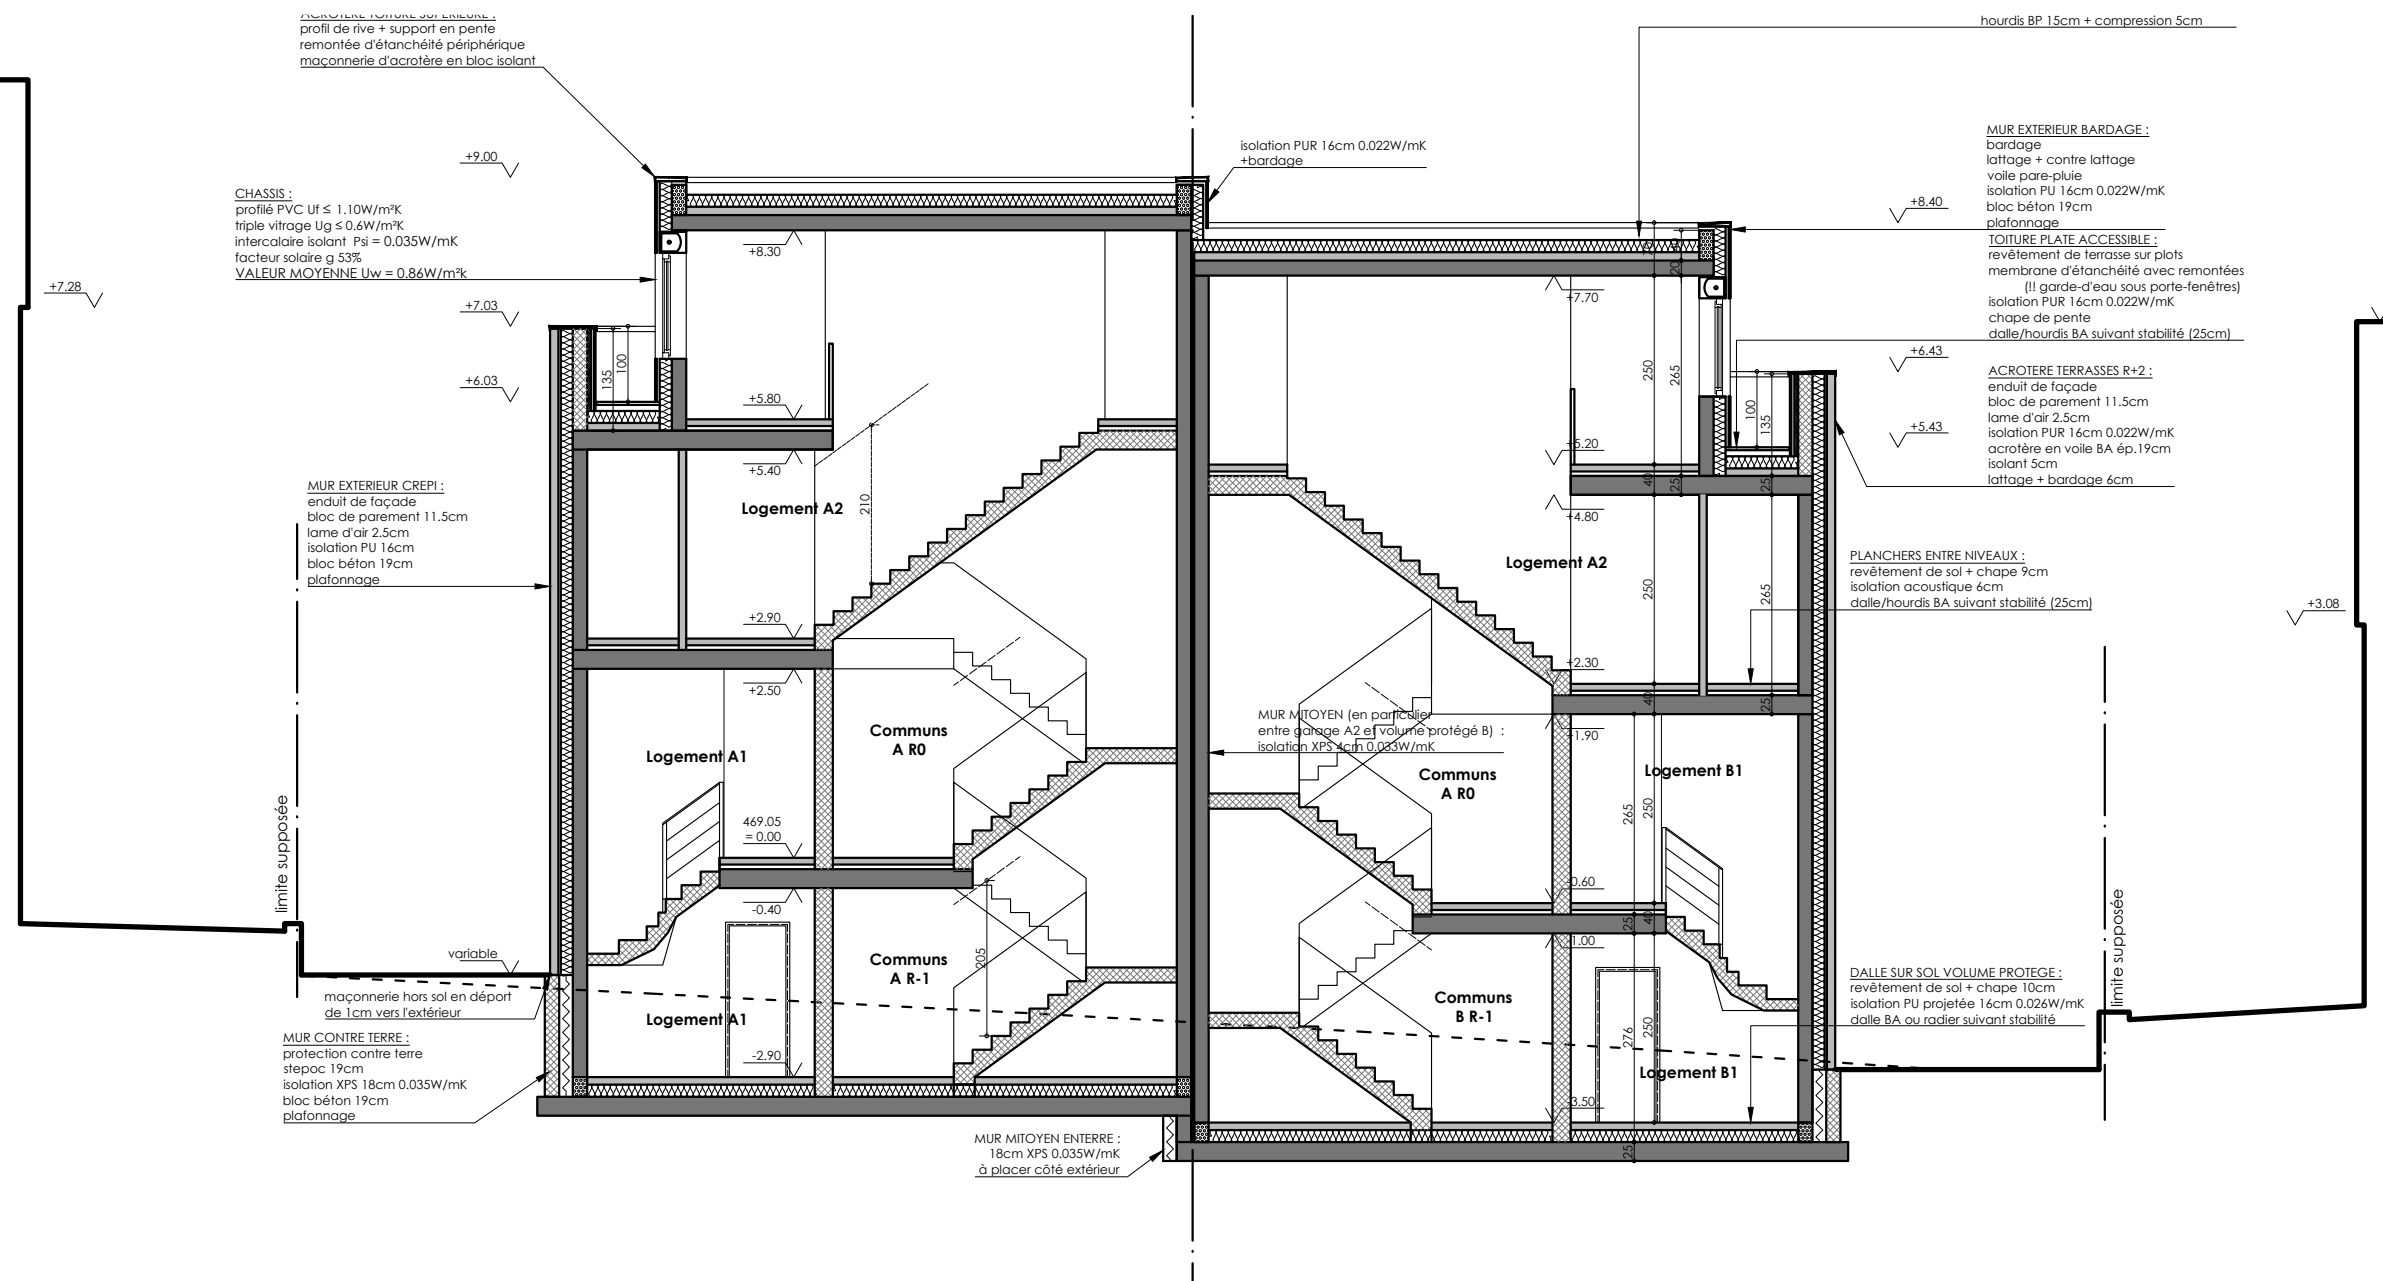 ACROTERE TOITURE SUPERIEURE :
profil de rive + support en pente
remontée d'étanchéité périphérique
maçonnerie d'acrotère en bloc isolant
hourdis BP 15cm + compression 5cm
isolation PUR 16cm 0.022W/mK
+bardage
MUR EXTERIEUR BARDAGE :
bardage
lattage + contre lattage
voile pare-pluie
isolation PU 16cm 0.022W/mK
bloc béton 19cm
plafonnage
TOITURE PLATE ACCESSIBLE :
revêtement de terrasse sur plots
membrane d'étanchéité avec remontées
(!! garde-d'eau sous porte-fenêtres)
isolation PUR 16cm 0.022W/mK
chape de pente
dalle/hourdis BA suivant stabilité (25cm)
ACROTERE TERRASSES R+2 :
enduit de façade
bloc de parement 11.5cm
lame d'air 2.5cm
isolation PUR 16cm 0.022W/mK
acrotère en voile BA ép.19cm
isolant 5cm
lattage + bardage 6cm
PLANCHERS ENTRE NIVEAUX :
revêtement de sol + chape 9cm
isolation acoustique 6cm
dalle/hourdis BA suivant stabilité (25cm)
DALLE SUR SOL VOLUME PROTEGE :
revêtement de sol + chape 10cm
isolation PU projetée 16cm 0.026W/mK
dalle BA ou radier suivant stabilité
CHASSIS :
profilé PVC Uf ≤ 1.10W/m²K
triple vitrage Ug ≤ 0.6W/m²K
intercalaire isolant Psi = 0.035W/mK
facteur solaire g 53%
VALEUR MOYENNE Uw = 0.86W/m²k
MUR EXTERIEUR CREPI :
enduit de façade
bloc de parement 11.5cm
lame d'air 2.5cm
isolation PU 16cm
bloc béton 19cm
plafonnage
variable
maçonnerie hors sol en déport
de 1cm vers l'extérieur
MUR CONTRE TERRE :
protection contre terre
stepoc 19cm
isolation XPS 18cm 0.035W/mK
bloc béton 19cm
plafonnage
MUR MITOYEN ENTERRE :
18cm XPS 0.035W/mK
à placer côté extérieur
MUR MITOYEN (en particulier
entre garage A2 et volume protégé B) :
isolation XPS 4cm 0.033W/mK
limite supposée
limite supposée
+7.28
+9.00
+7.03
+6.03
+8.30
+5.80
+5.40
+2.90
+2.50
469.05
= 0.00
-0.40
-2.90
135
100
210
205
Logement A2
Logement A1
Communs
A R0
Communs
A R-1
Logement A1
+8.40
+6.43
+5.43
+3.08
+7.70
+5.20
+4.80
+2.30
+1.90
-0.60
-1.00
-3.50
Logement A2
Communs
A R0
Logement B1
Communs
B R-1
Logement B1
70
40
20
250
265
100
135
40
25
25
250
265
40
25
265
250
25
40
276
250
25